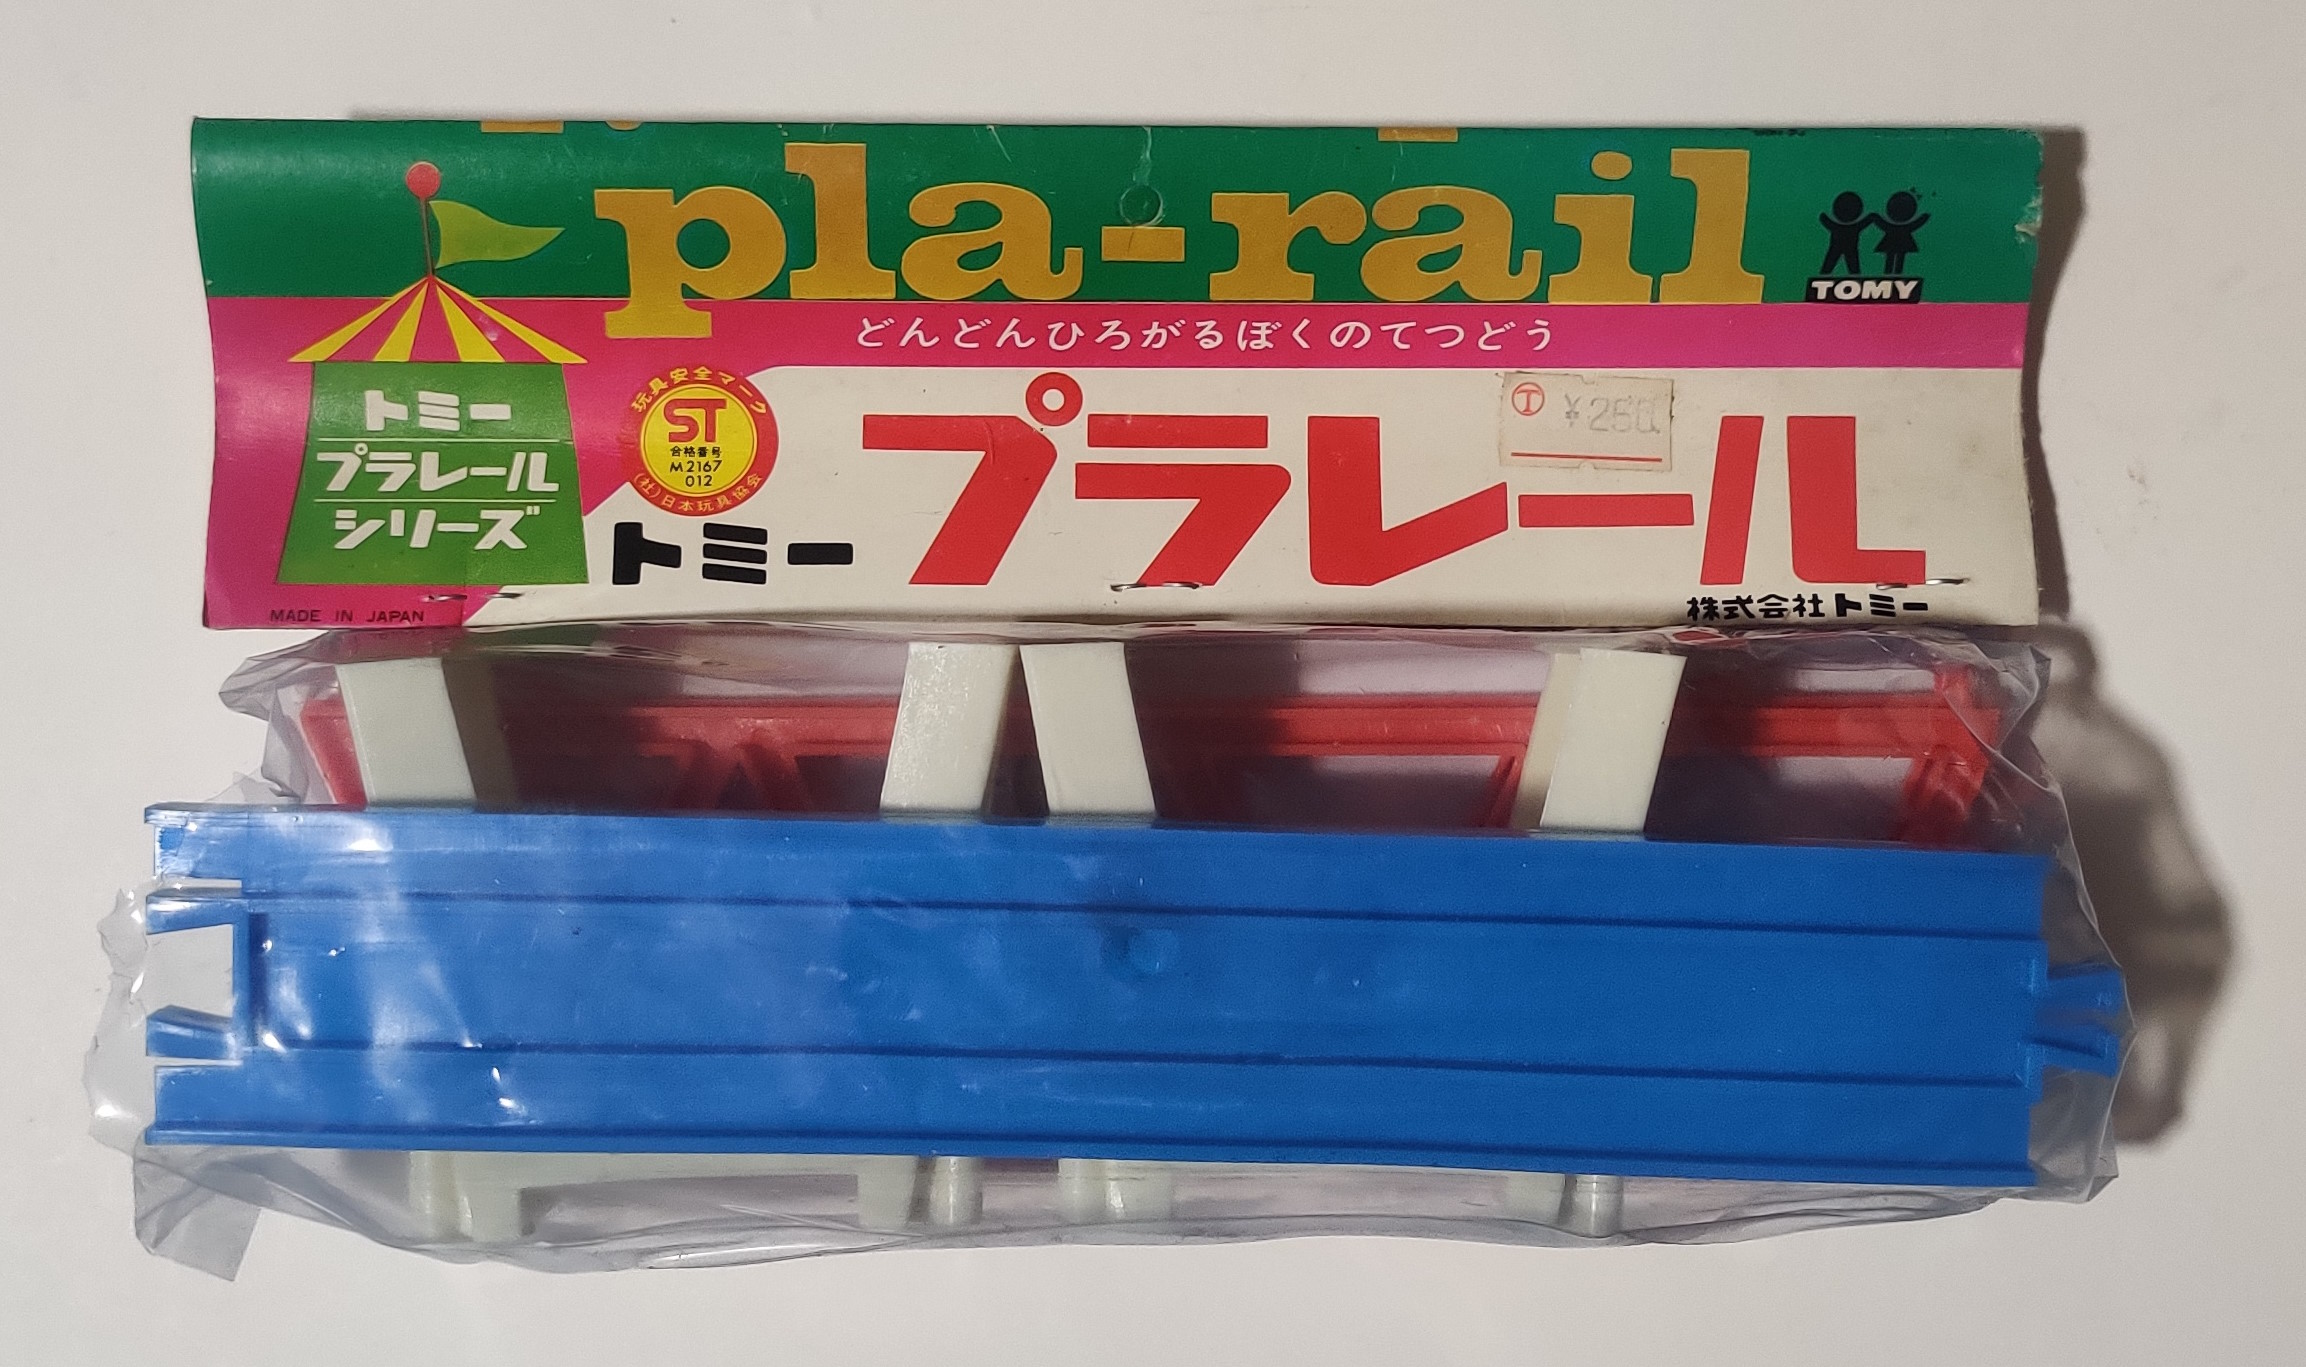 pla-rail
TOMY
どんどんひろがるぼくのてつどう
トミー
プラレール
シリーズ
玩具安全マーク
ST
合格番号
M2167
012
(社)日本玩具協会
Ⓣ ¥250
トミー プラレール
MADE IN JAPAN
株式会社トミー